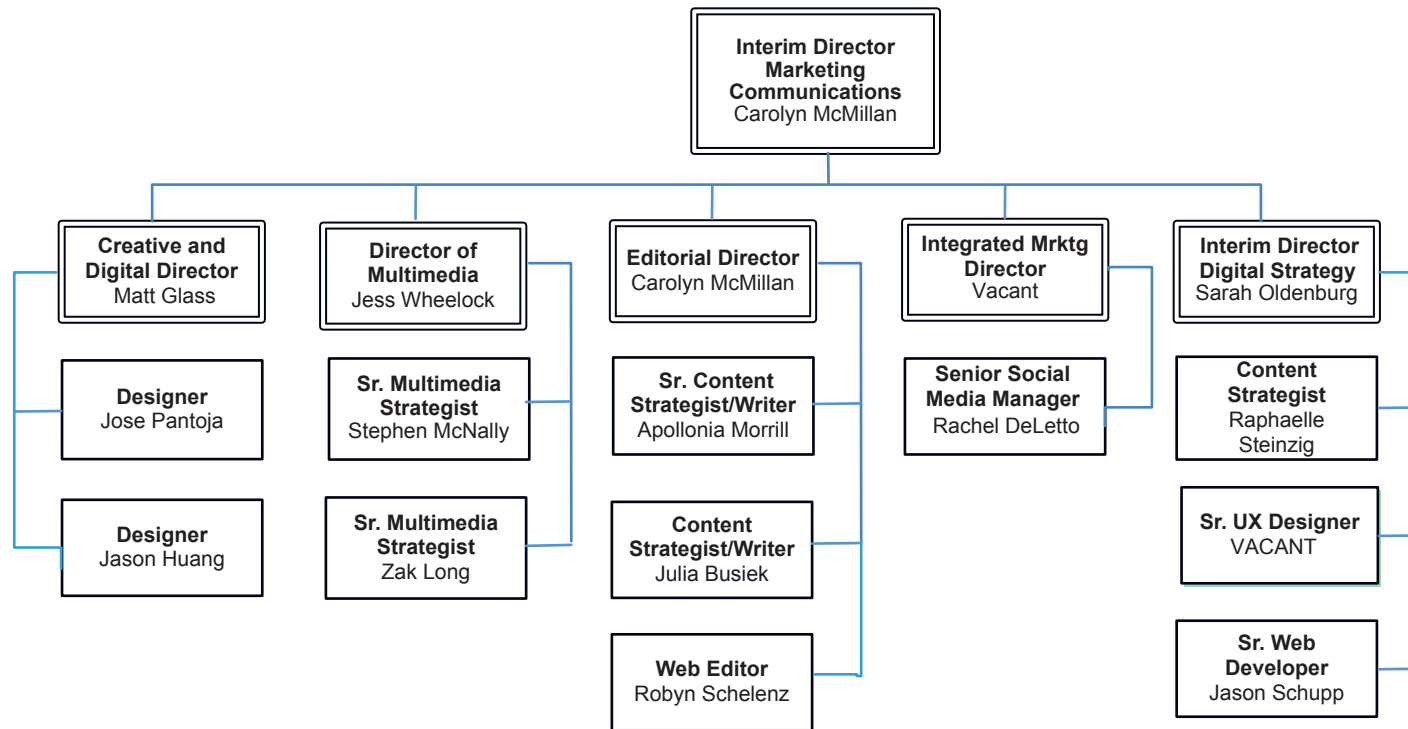 Interim Director
Marketing
Communications
Carolyn McMillan
Creative and
Digital Director
Matt Glass
Director of
Multimedia
Jess Wheelock
Editorial Director
Carolyn McMillan
Integrated Mrktg
Director
Vacant
Interim Director
Digital Strategy
Sarah Oldenburg
Designer
Jose Pantoja
Sr. Multimedia
Strategist
Stephen McNally
Sr. Content
Strategist/Writer
Apollonia Morrill
Senior Social
Media Manager
Rachel DeLetto
Content
Strategist
Raphaelle
Steinzig
Designer
Jason Huang
Sr. Multimedia
Strategist
Zak Long
Content
Strategist/Writer
Julia Busiek
Sr. UX Designer
VACANT
Web Editor
Robyn Schelenz
Sr. Web
Developer
Jason Schupp